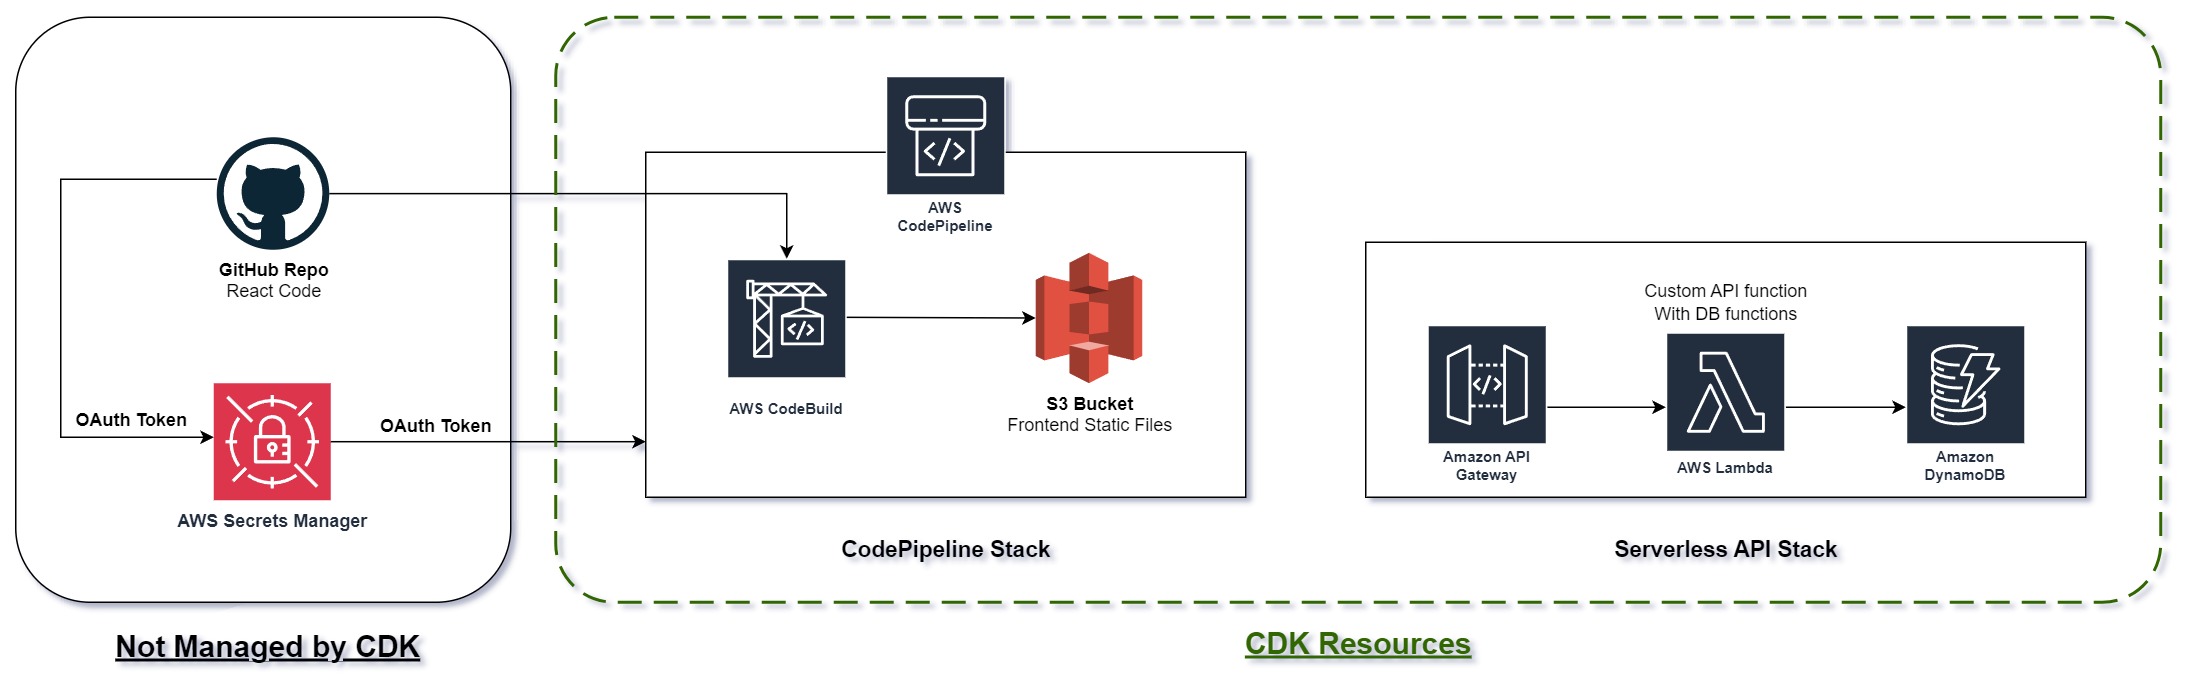 GitHub Repo
React Code
OAuth Token
AWS Secrets Manager
OAuth Token
Not Managed by CDK
AWS
CodePipeline
AWS CodeBuild
S3 Bucket
Frontend Static Files
CodePipeline Stack
Custom API function
With DB functions
Amazon API
Gateway
AWS Lambda
Amazon
DynamoDB
Serverless API Stack
CDK Resources